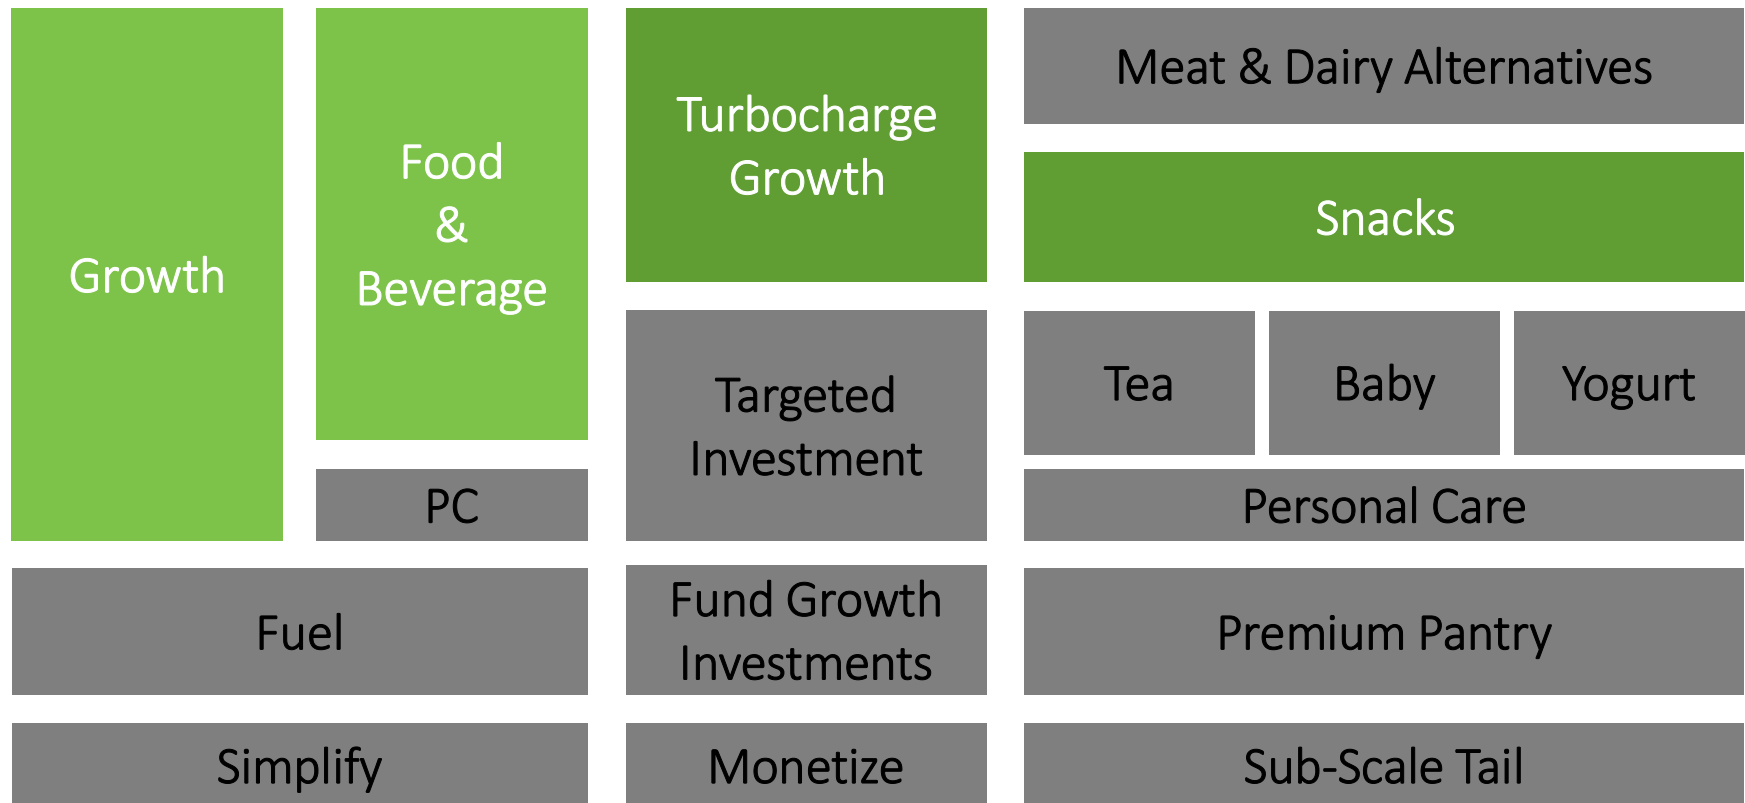 Growth
Food
&
Beverage
PC
Turbocharge
Growth
Targeted
Investment
Meat & Dairy Alternatives
Snacks
Tea
Baby
Yogurt
Personal Care
Fuel
Fund Growth
Investments
Premium Pantry
Simplify
Monetize
Sub-Scale Tail